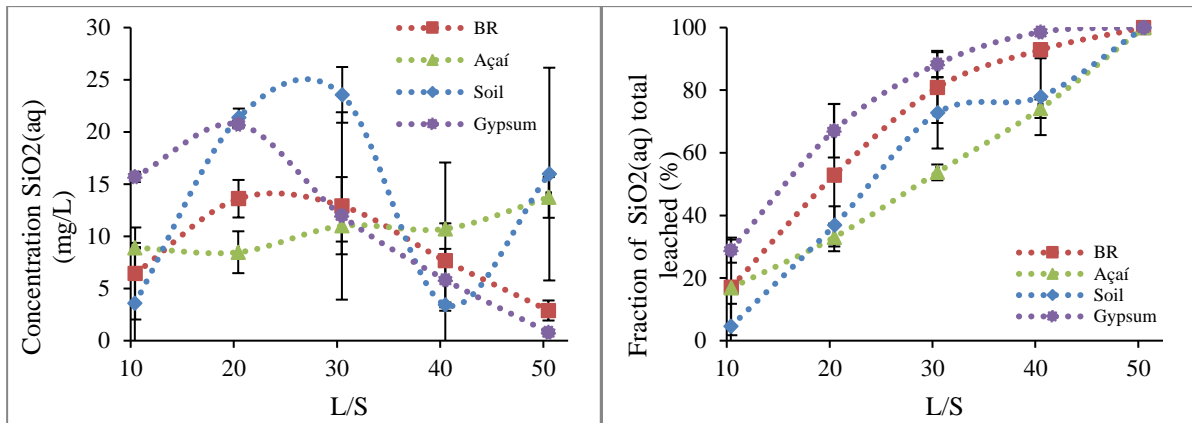 Concentration SiO2(aq)
(mg/L)
30
25
20
15
10
5
0
10 20 30 40 50
L/S
BR
Açaí
Soil
Gypsum
Fraction of SiO2(aq) total
leached (%)
100
80
60
40
20
0
10 20 30 40 50
L/S
BR
Açaí
Soil
Gypsum